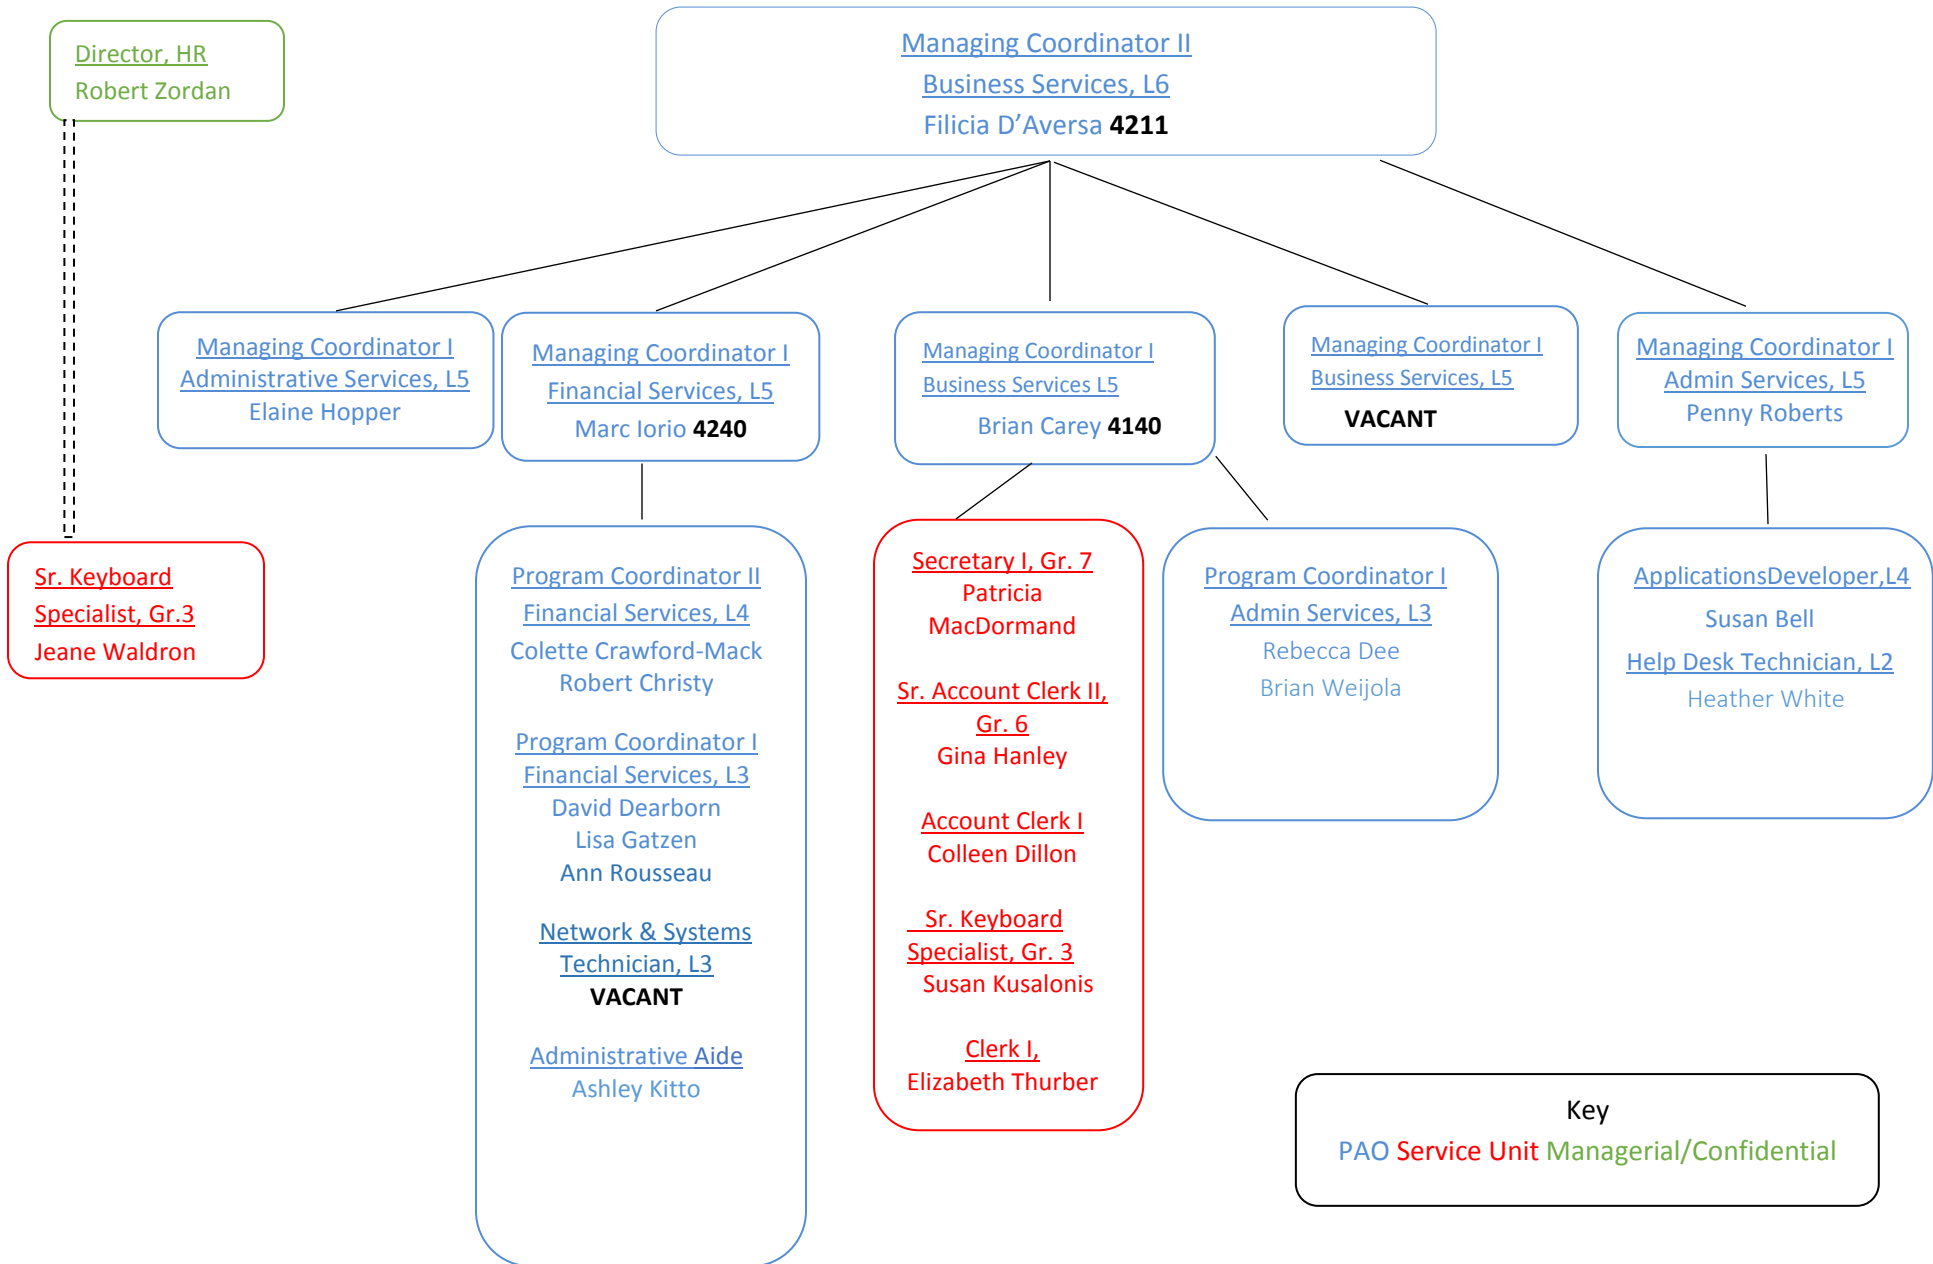 Director, HR
Robert Zordan
Managing Coordinator II
Business Services, L6
Filicia D’Aversa 4211
Managing Coordinator I
Administrative Services, L5
Elaine Hopper
Managing Coordinator I
Financial Services, L5
Marc Iorio 4240
Managing Coordinator I
Business Services L5
Brian Carey 4140
Managing Coordinator I
Business Services, L5
VACANT
Managing Coordinator I
Admin Services, L5
Penny Roberts
Sr. Keyboard
Specialist, Gr.3
Jeane Waldron
Program Coordinator II
Financial Services, L4
Colette Crawford-Mack
Robert Christy
Program Coordinator I
Financial Services, L3
David Dearborn
Lisa Gatzen
Ann Rousseau
Network & Systems
Technician, L3
VACANT
Administrative Aide
Ashley Kitto
Secretary I, Gr. 7
Patricia
MacDormand
Sr. Account Clerk II,
Gr. 6
Gina Hanley
Account Clerk I
Colleen Dillon
Sr. Keyboard
Specialist, Gr. 3
Susan Kusalonis
Clerk I,
Elizabeth Thurber
Program Coordinator I
Admin Services, L3
Rebecca Dee
Brian Weijola
ApplicationsDeveloper,L4
Susan Bell
Help Desk Technician, L2
Heather White
Key
PAO Service Unit Managerial/Confidential